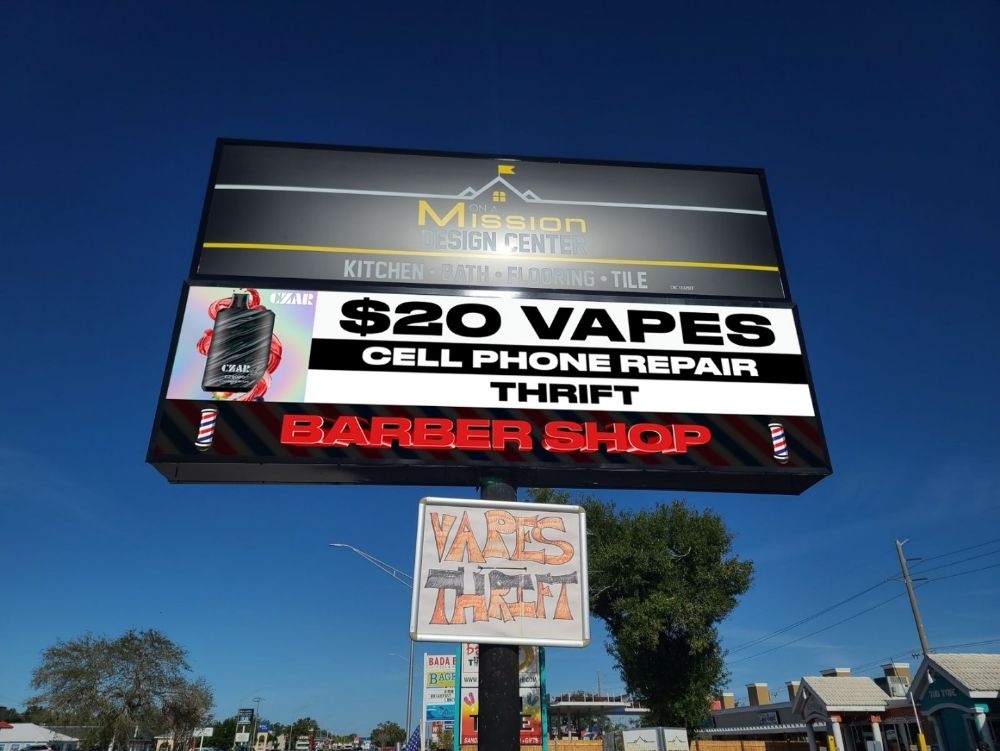 ON A
MISSION
DESIGN CENTER
KITCHEN • BATH • FLOORING • TILE
CZAR
CZAR
$20 VAPES
CELL PHONE REPAIR
THRIFT
BARBER SHOP
VAPES
THRIFT
BADA